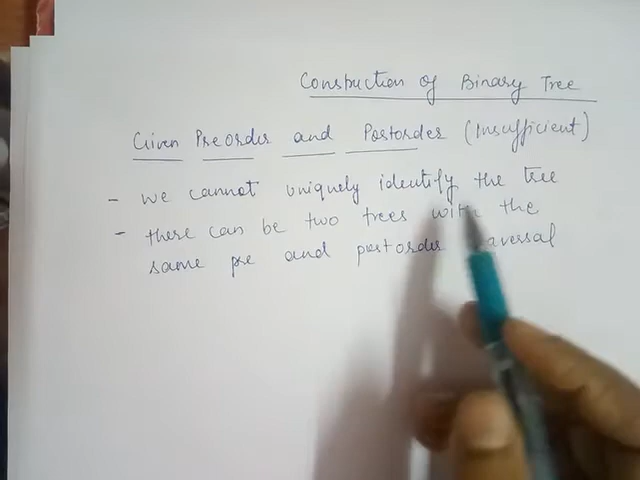 Construction of Binary Tree
Given Preorder and Postorder (Insufficient)
- we cannot uniquely identify the tree
- there can be two trees with the
same pre and postorder